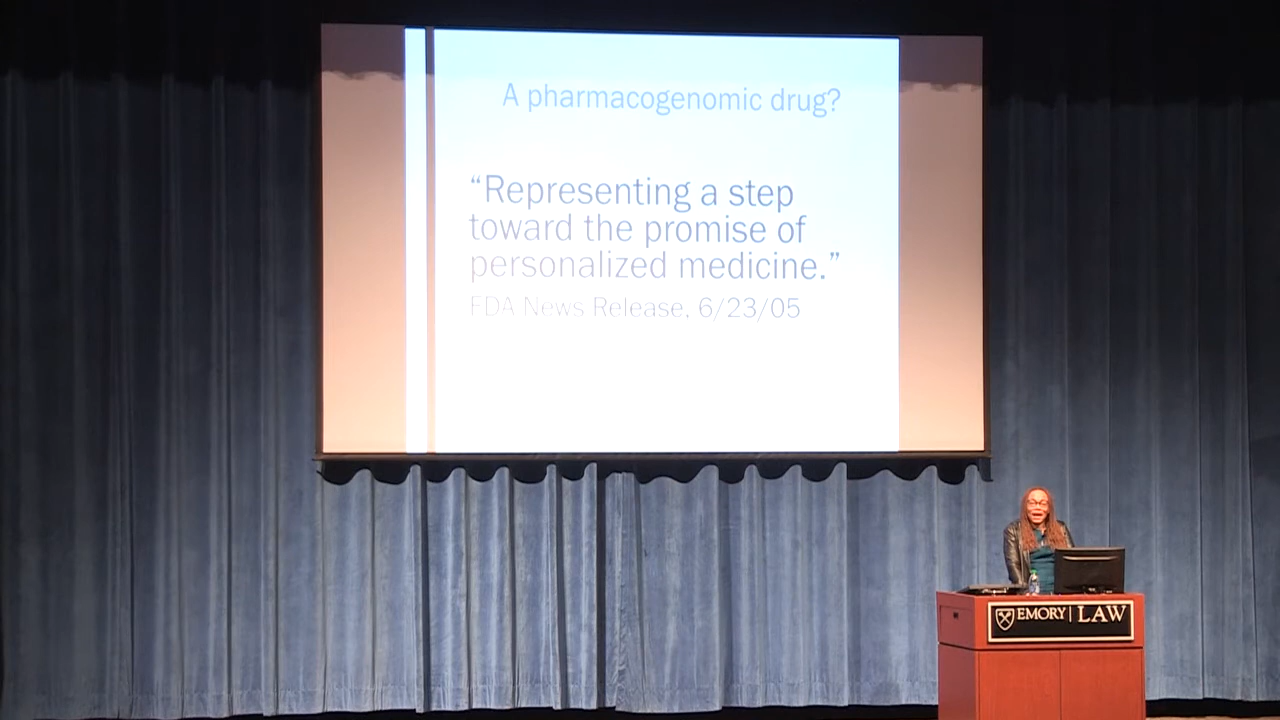 A pharmacogenomic drug?
“Representing a step
toward the promise of
personalized medicine.”
FDA News Release, 6/23/05
EMORY | LAW